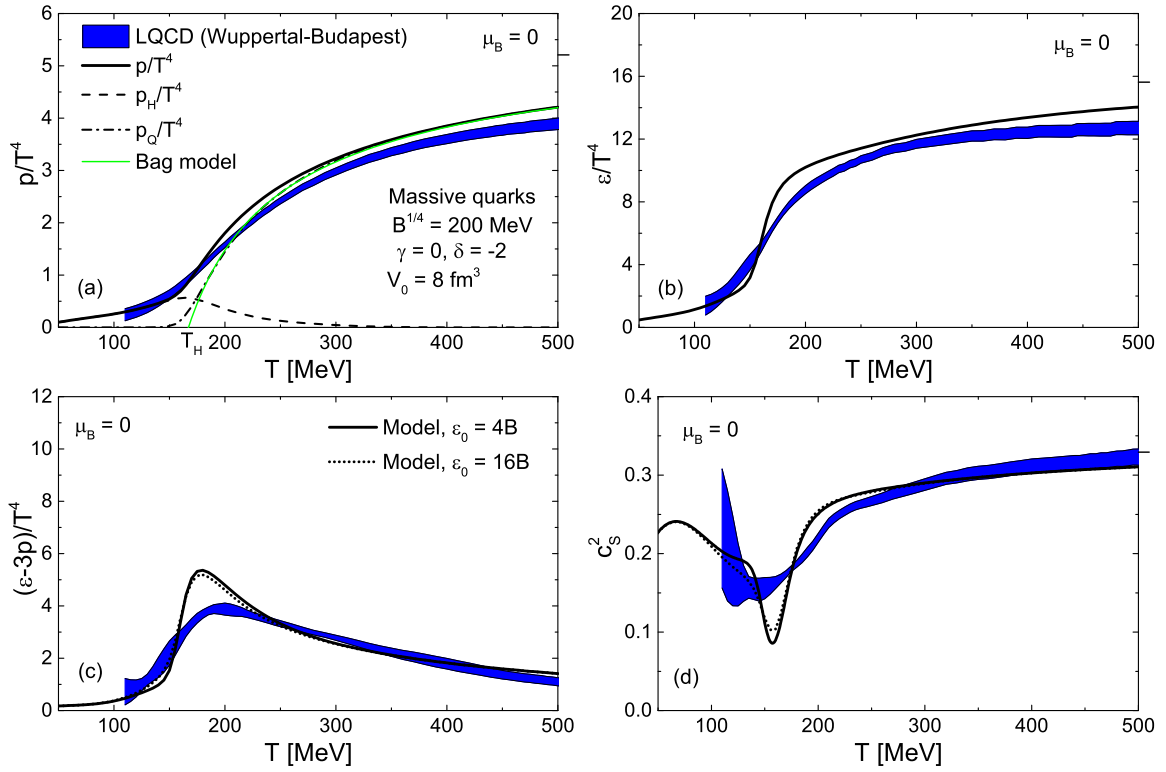 6
5
4
3
2
1
0
p/T⁴
LQCD (Wuppertal-Budapest)
μ_B = 0
p/T⁴
p_H/T⁴
p_Q/T⁴
Bag model
Massive quarks
B^{1/4} = 200 MeV
γ = 0, δ = -2
V_0 = 8 fm³
(a)
100 200 300 400 500
T_H
T [MeV]
20
16
12
8
4
0
ε/T⁴
μ_B = 0
(b)
100 200 300 400 500
T [MeV]
12
10
8
6
4
2
0
(ε-3p)/T⁴
μ_B = 0
Model, ε_0 = 4B
Model, ε_0 = 16B
(c)
100 200 300 400 500
T [MeV]
0.4
0.3
0.2
0.1
0.0
c_S²
μ_B = 0
(d)
100 200 300 400 500
T [MeV]